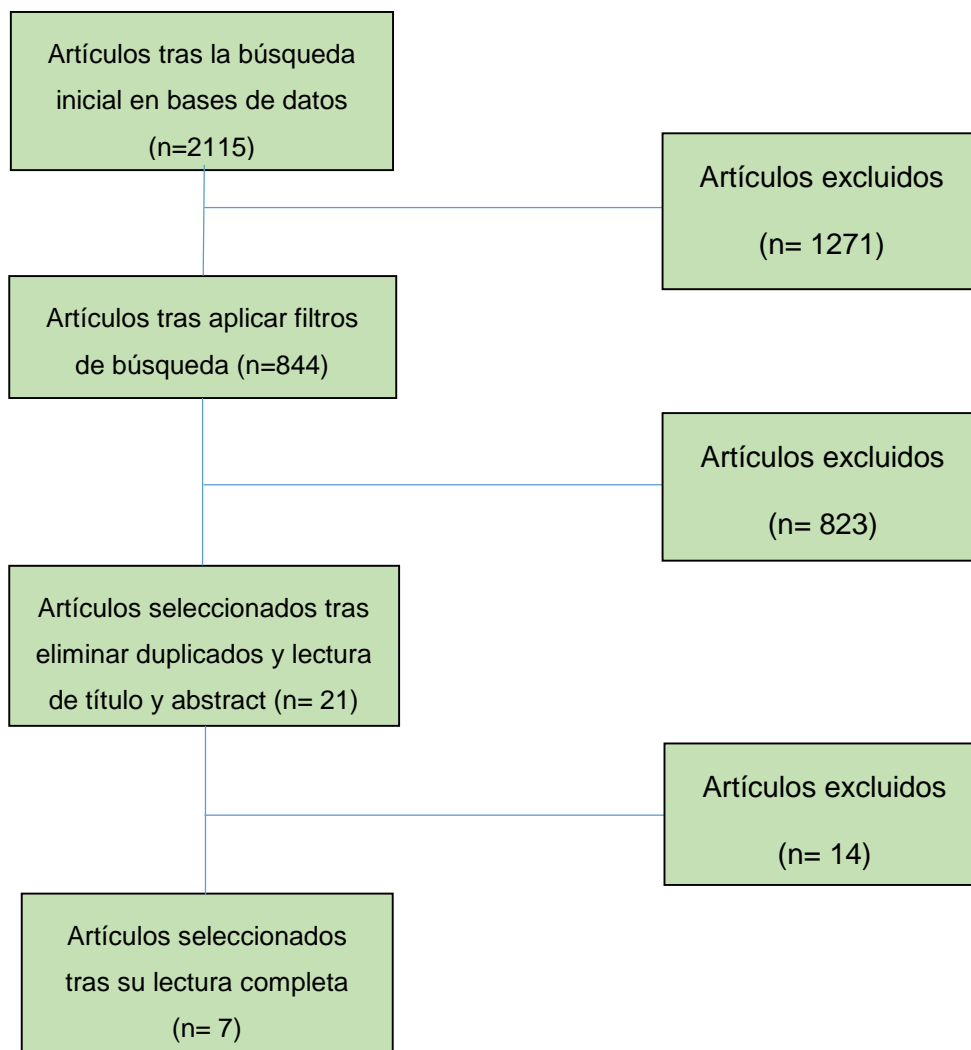 Artículos tras la búsqueda
inicial en bases de datos
(n=2115)
Artículos excluidos
(n= 1271)
Artículos tras aplicar filtros
de búsqueda (n=844)
Artículos excluidos
(n= 823)
Artículos seleccionados tras
eliminar duplicados y lectura
de título y abstract (n= 21)
Artículos excluidos
(n= 14)
Artículos seleccionados
tras su lectura completa
(n= 7)